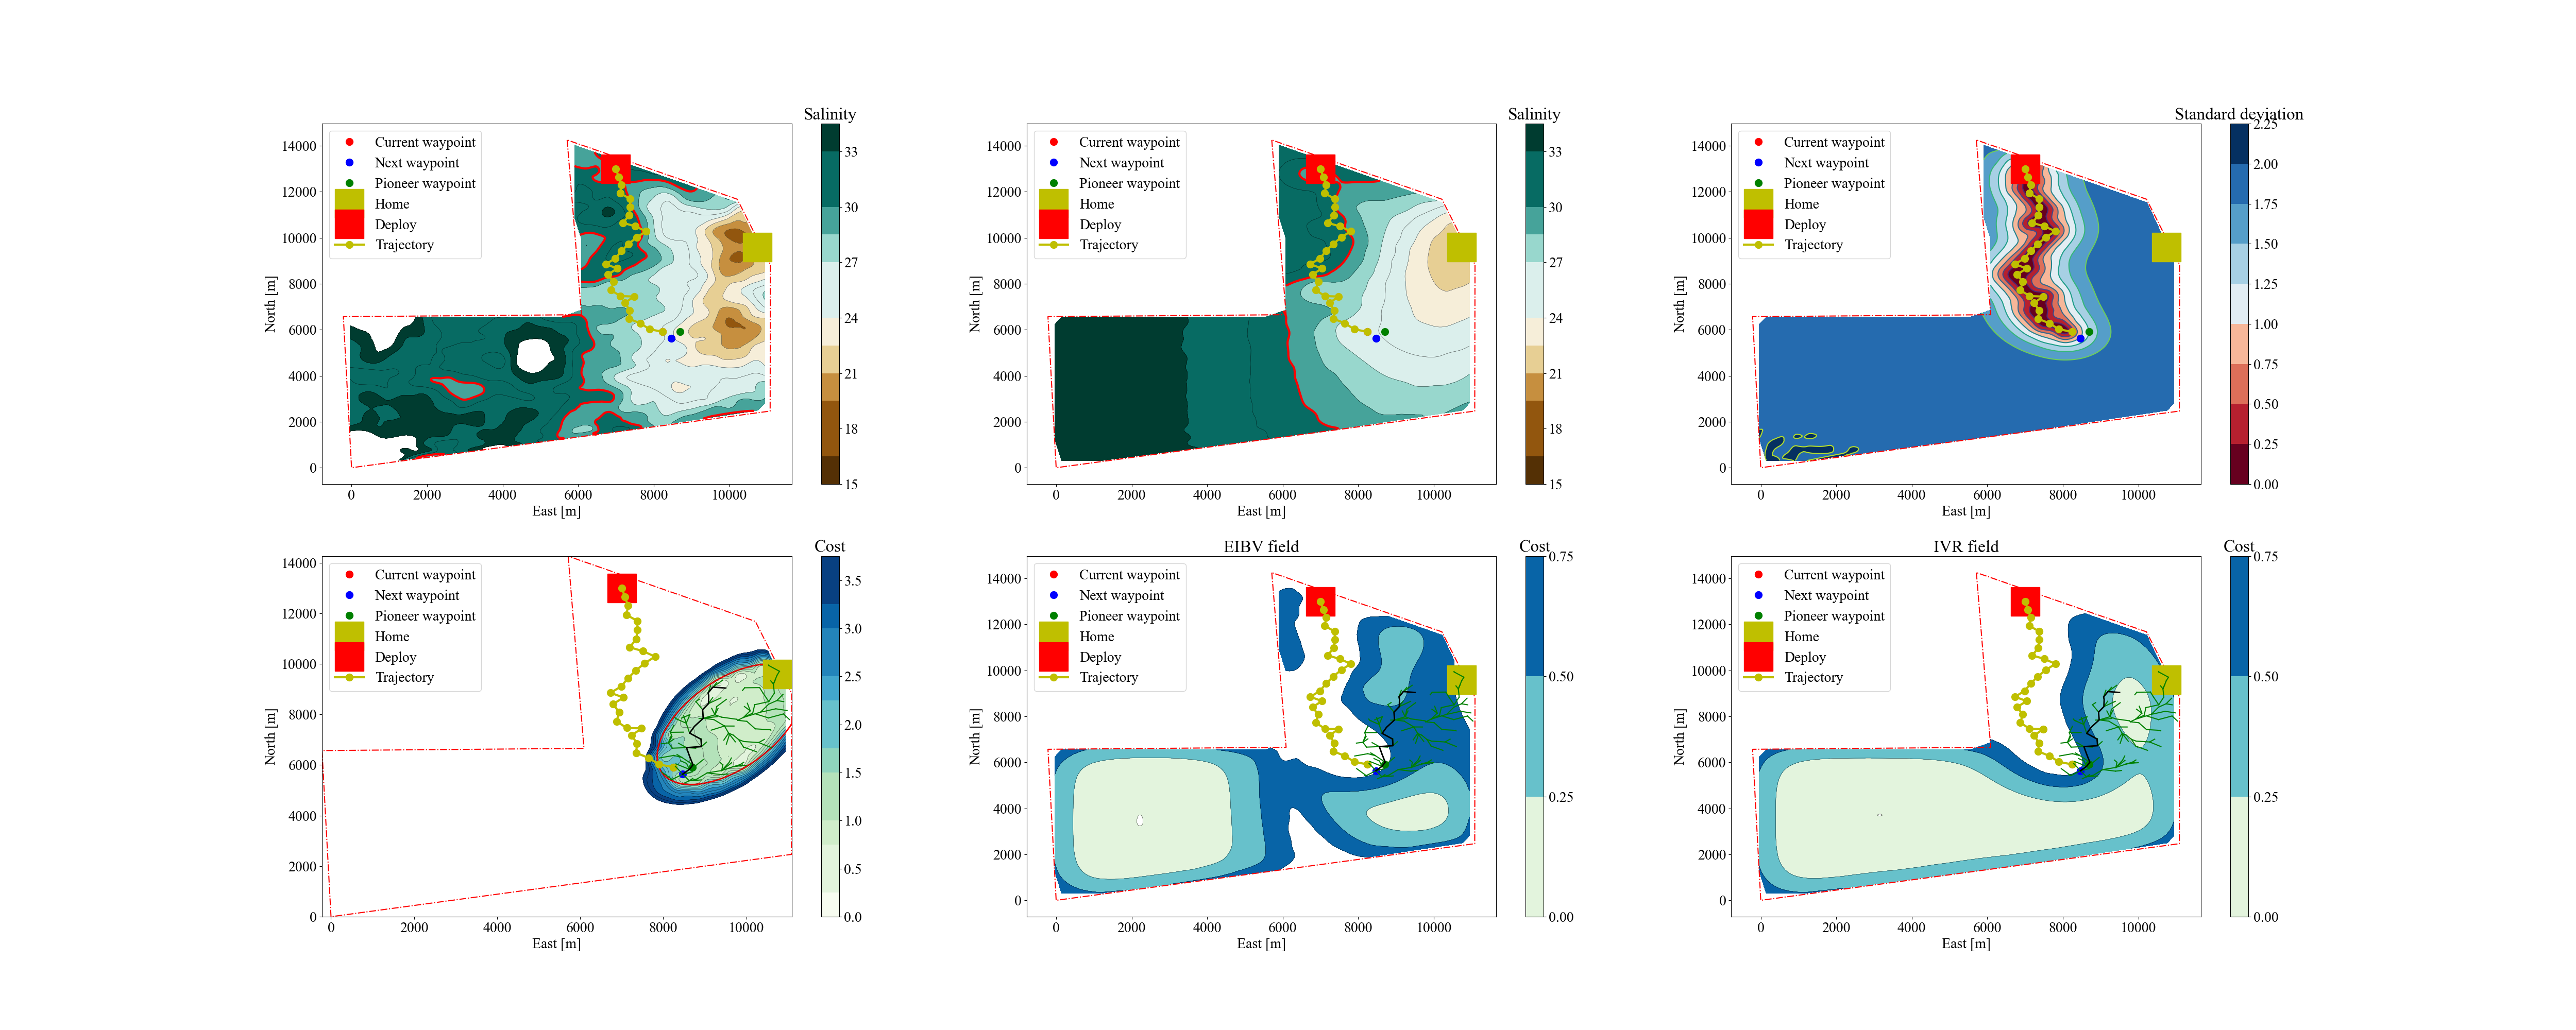 Salinity
Current waypoint
Next waypoint
Pioneer waypoint
Home
Deploy
Trajectory
14000
12000
10000
8000
6000
4000
2000
0
North [m]
0 2000 4000 6000 8000 10000
East [m]
33
30
27
24
21
18
15
Salinity
Current waypoint
Next waypoint
Pioneer waypoint
Home
Deploy
Trajectory
14000
12000
10000
8000
6000
4000
2000
0
North [m]
0 2000 4000 6000 8000 10000
East [m]
33
30
27
24
21
18
15
Standard deviation
Current waypoint
Next waypoint
Pioneer waypoint
Home
Deploy
Trajectory
14000
12000
10000
8000
6000
4000
2000
0
North [m]
0 2000 4000 6000 8000 10000
East [m]
2.25
2.00
1.75
1.50
1.25
1.00
0.75
0.50
0.25
0.00
Cost
Current waypoint
Next waypoint
Pioneer waypoint
Home
Deploy
Trajectory
14000
12000
10000
8000
6000
4000
2000
0
North [m]
0 2000 4000 6000 8000 10000
East [m]
3.5
3.0
2.5
2.0
1.5
1.0
0.5
0.0
EIBV field
Cost
Current waypoint
Next waypoint
Pioneer waypoint
Home
Deploy
Trajectory
14000
12000
10000
8000
6000
4000
2000
0
North [m]
0 2000 4000 6000 8000 10000
East [m]
0.75
0.50
0.25
0.00
IVR field
Cost
Current waypoint
Next waypoint
Pioneer waypoint
Home
Deploy
Trajectory
14000
12000
10000
8000
6000
4000
2000
0
North [m]
0 2000 4000 6000 8000 10000
East [m]
0.75
0.50
0.25
0.00